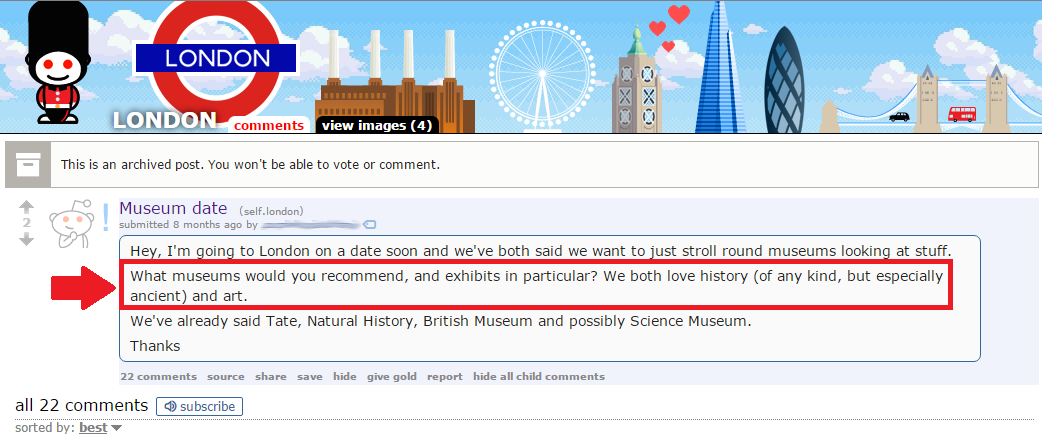 LONDON
LONDON comments view images (4)
This is an archived post. You won't be able to vote or comment.
Museum date (self.london)
2
submitted 8 months ago by
!
Hey, I'm going to London on a date soon and we've both said we want to just stroll round museums looking at stuff.
What museums would you recommend, and exhibits in particular? We both love history (of any kind, but especially
ancient) and art.
We've already said Tate, Natural History, British Museum and possibly Science Museum.
Thanks
22 comments source share save hide give gold report hide all child comments
all 22 comments subscribe
sorted by: best